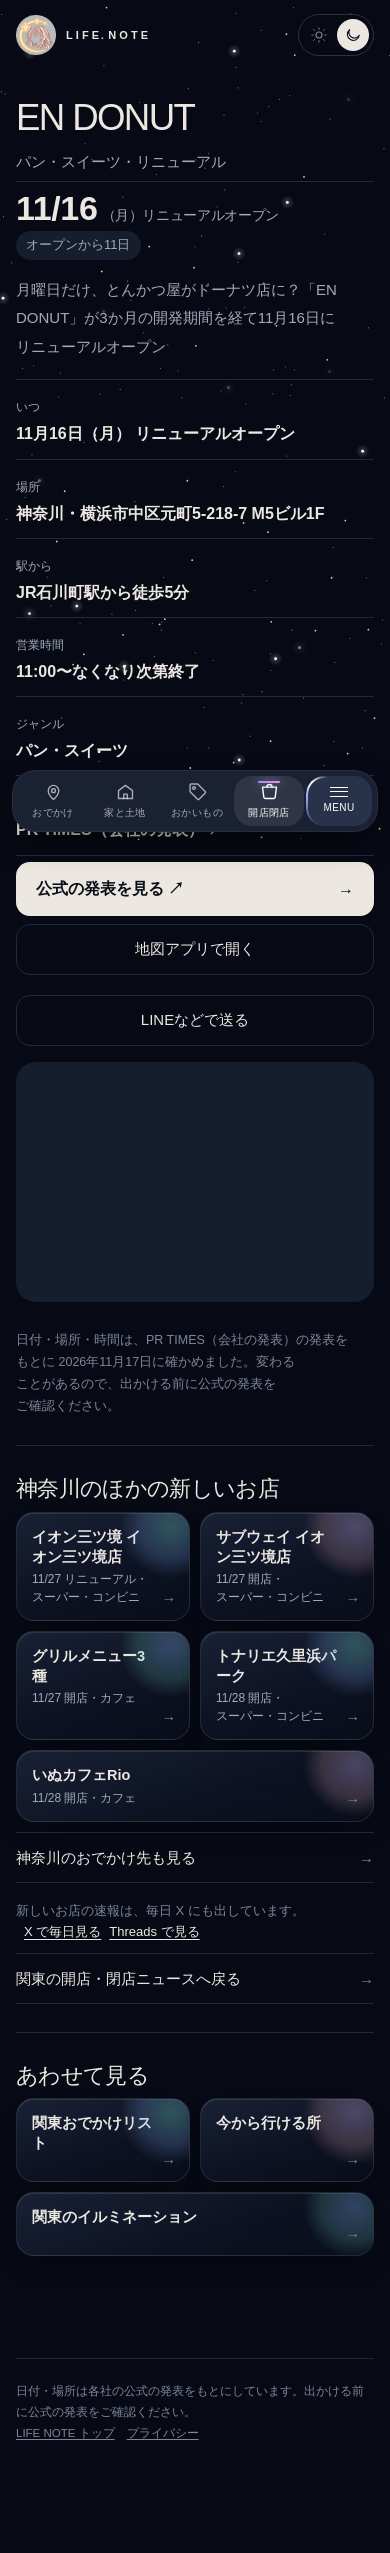 LIFE.NOTE
EN DONUT
パン・スイーツ・リニューアル
11/16 （月）リニューアルオープン
オープンから11日
月曜日だけ、とんかつ屋がドーナツ店に？「EN
DONUT」が3か月の開発期間を経て11月16日に
リニューアルオープン
いつ
11月16日（月） リニューアルオープン
場所
神奈川・横浜市中区元町5-218-7 M5ビル1F
駅から
JR石川町駅から徒歩5分
営業時間
11:00〜なくなり次第終了
ジャンル
パン・スイーツ
おでかけ
家と土地
おかいもの
開店閉店
MENU
PR TIMES（会社の発表）↗
公式の発表を見る ↗ →
地図アプリで開く
LINEなどで送る
日付・場所・時間は、PR TIMES（会社の発表）の発表を
もとに 2026年11月17日に確かめました。変わる
ことがあるので、出かける前に公式の発表を
ご確認ください。
神奈川のほかの新しいお店
イオン三ツ境 イ
オン三ツ境店
11/27 リニューアル・
スーパー・コンビニ →
サブウェイ イオ
ン三ツ境店
11/27 開店・
スーパー・コンビニ →
グリルメニュー3
種
11/27 開店・カフェ
→
トナリエ久里浜パ
ーク
11/28 開店・
スーパー・コンビニ →
いぬカフェRio
11/28 開店・カフェ →
神奈川のおでかけ先も見る →
新しいお店の速報は、毎日 X にも出しています。
X で毎日見る Threads で見る
関東の開店・閉店ニュースへ戻る →
あわせて見る
関東おでかけリス
ト
→
今から行ける所
→
関東のイルミネーション
→
日付・場所は各社の公式の発表をもとにしています。出かける前
に公式の発表をご確認ください。
LIFE NOTE トップ プライバシー